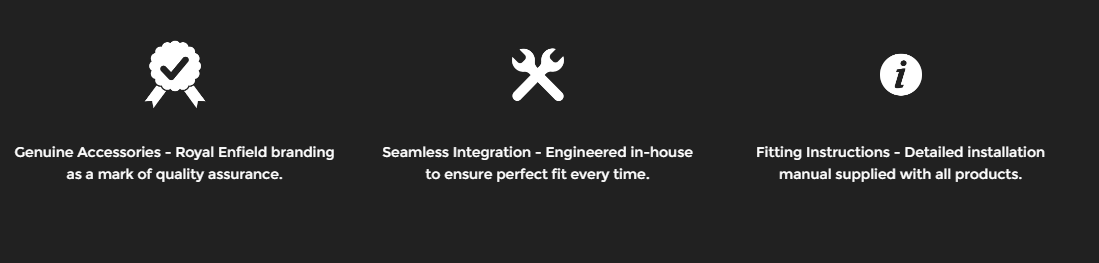 Genuine Accessories - Royal Enfield branding
as a mark of quality assurance.
Seamless Integration - Engineered in-house
to ensure perfect fit every time.
Fitting Instructions - Detailed installation
manual supplied with all products.